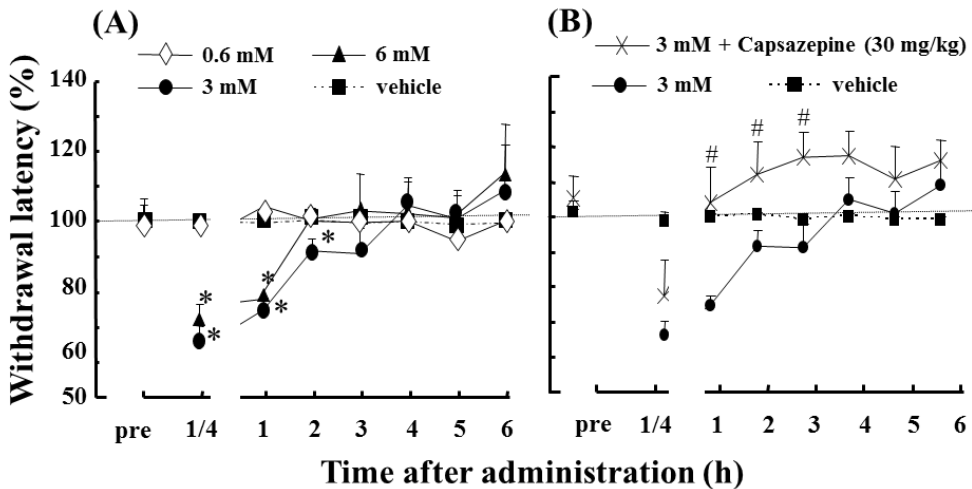 (A)
0.6 mM 6 mM
3 mM vehicle
(B)
3 mM + Capsazepine (30 mg/kg)
3 mM vehicle
Withdrawal latency (%)
140
120
100
80
60
50
* * * * *
# # #
pre 1/4 1 2 3 4 5 6
pre 1/4 1 2 3 4 5 6
Time after administration (h)